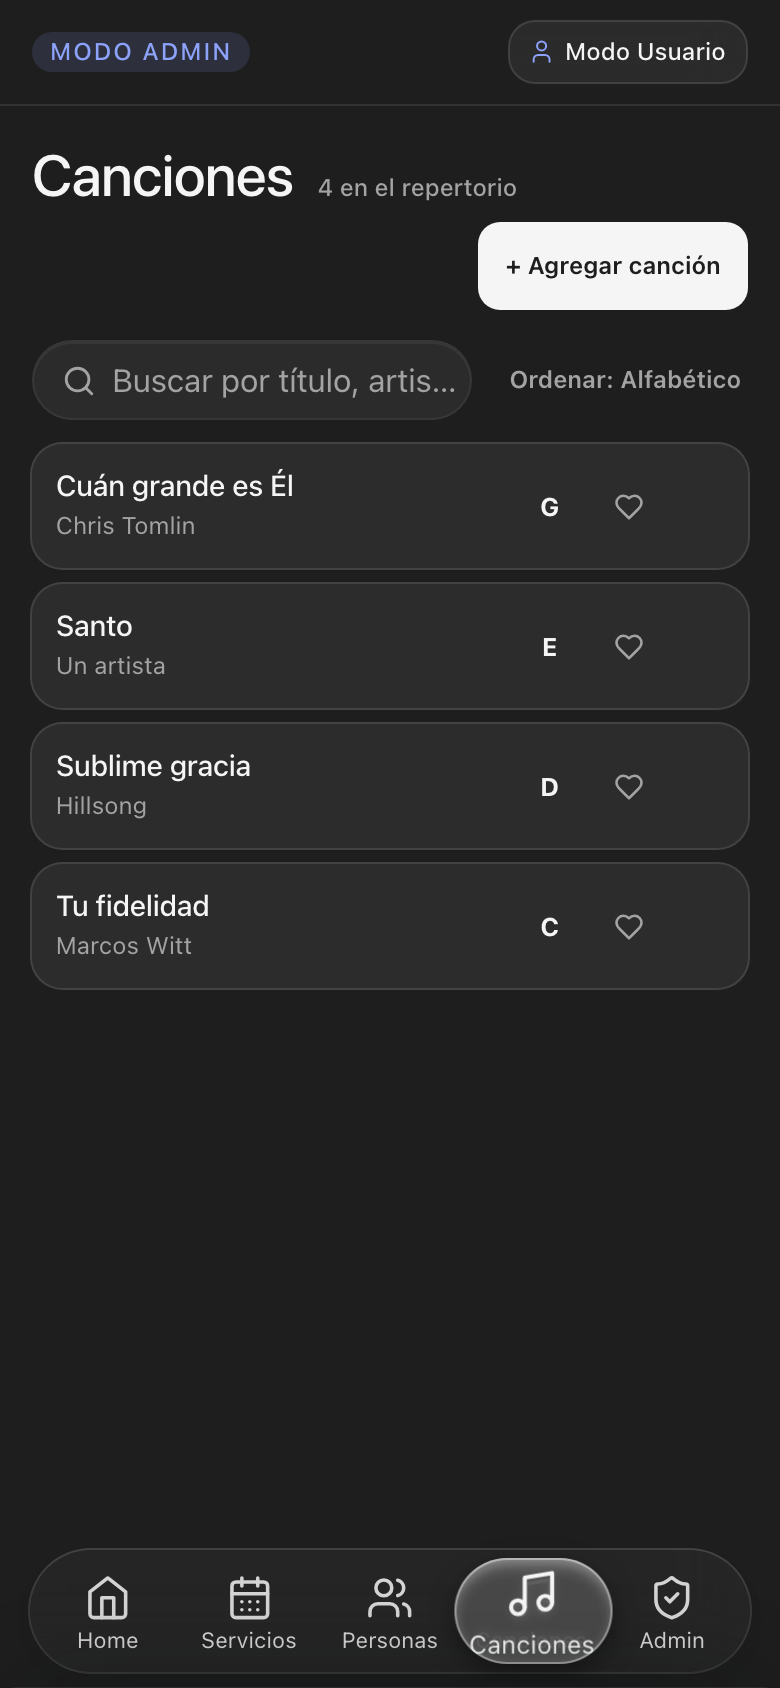 MODO ADMIN
Modo Usuario
Canciones
4 en el repertorio
+ Agregar canción
Buscar por título, artis...
Ordenar: Alfabético
Cuán grande es Él
Chris Tomlin
G
Santo
Un artista
E
Sublime gracia
Hillsong
D
Tu fidelidad
Marcos Witt
C
Home
Servicios
Personas
Canciones
Admin